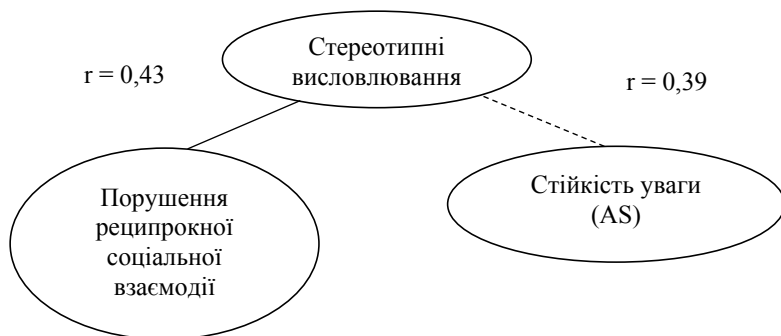 Стереотипні
висловлювання
r = 0,43
r = 0,39
Порушення
реципрокної
соціальної
взаємодії
Стійкість уваги
(AS)